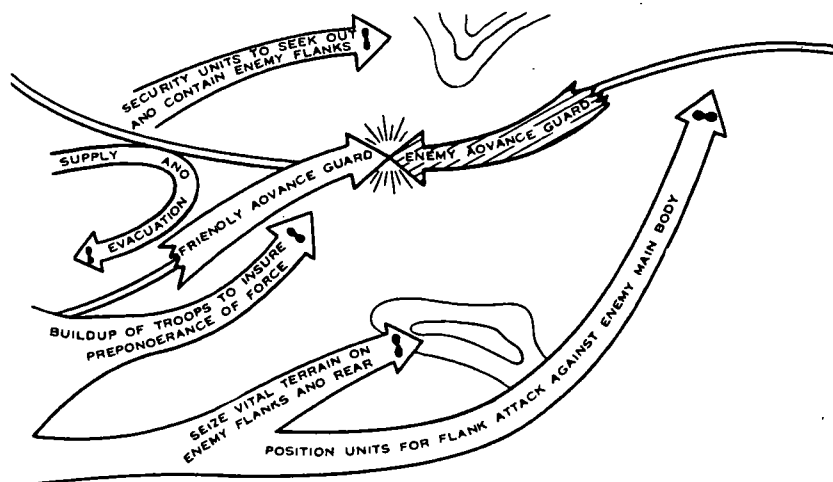 SECURITY UNITS TO SEEK OUT
AND CONTAIN ENEMY FLANKS
SUPPLY AND
EVACUATION
FRIENDLY ADVANCE GUARD
ENEMY ADVANCE GUARD
BUILDUP OF TROOPS TO INSURE
PREPONDERANCE OF FORCE
SEIZE VITAL TERRAIN ON
ENEMY FLANKS AND REAR
POSITION UNITS FOR FLANK ATTACK AGAINST ENEMY MAIN BODY